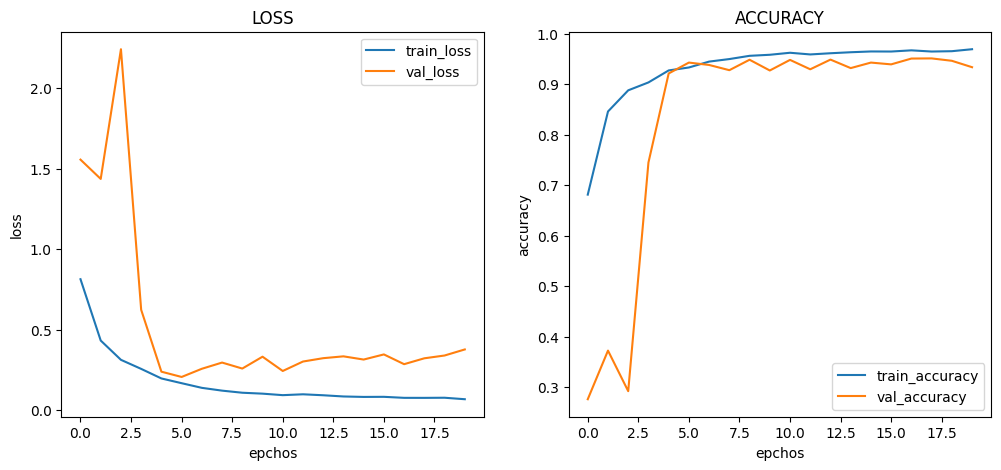 LOSS
train_loss
val_loss
2.0
1.5
1.0
0.5
0.0
loss
0.0 2.5 5.0 7.5 10.0 12.5 15.0 17.5
epchos
ACCURACY
1.0
0.9
0.8
0.7
0.6
0.5
0.4
0.3
accuracy
train_accuracy
val_accuracy
0.0 2.5 5.0 7.5 10.0 12.5 15.0 17.5
epchos